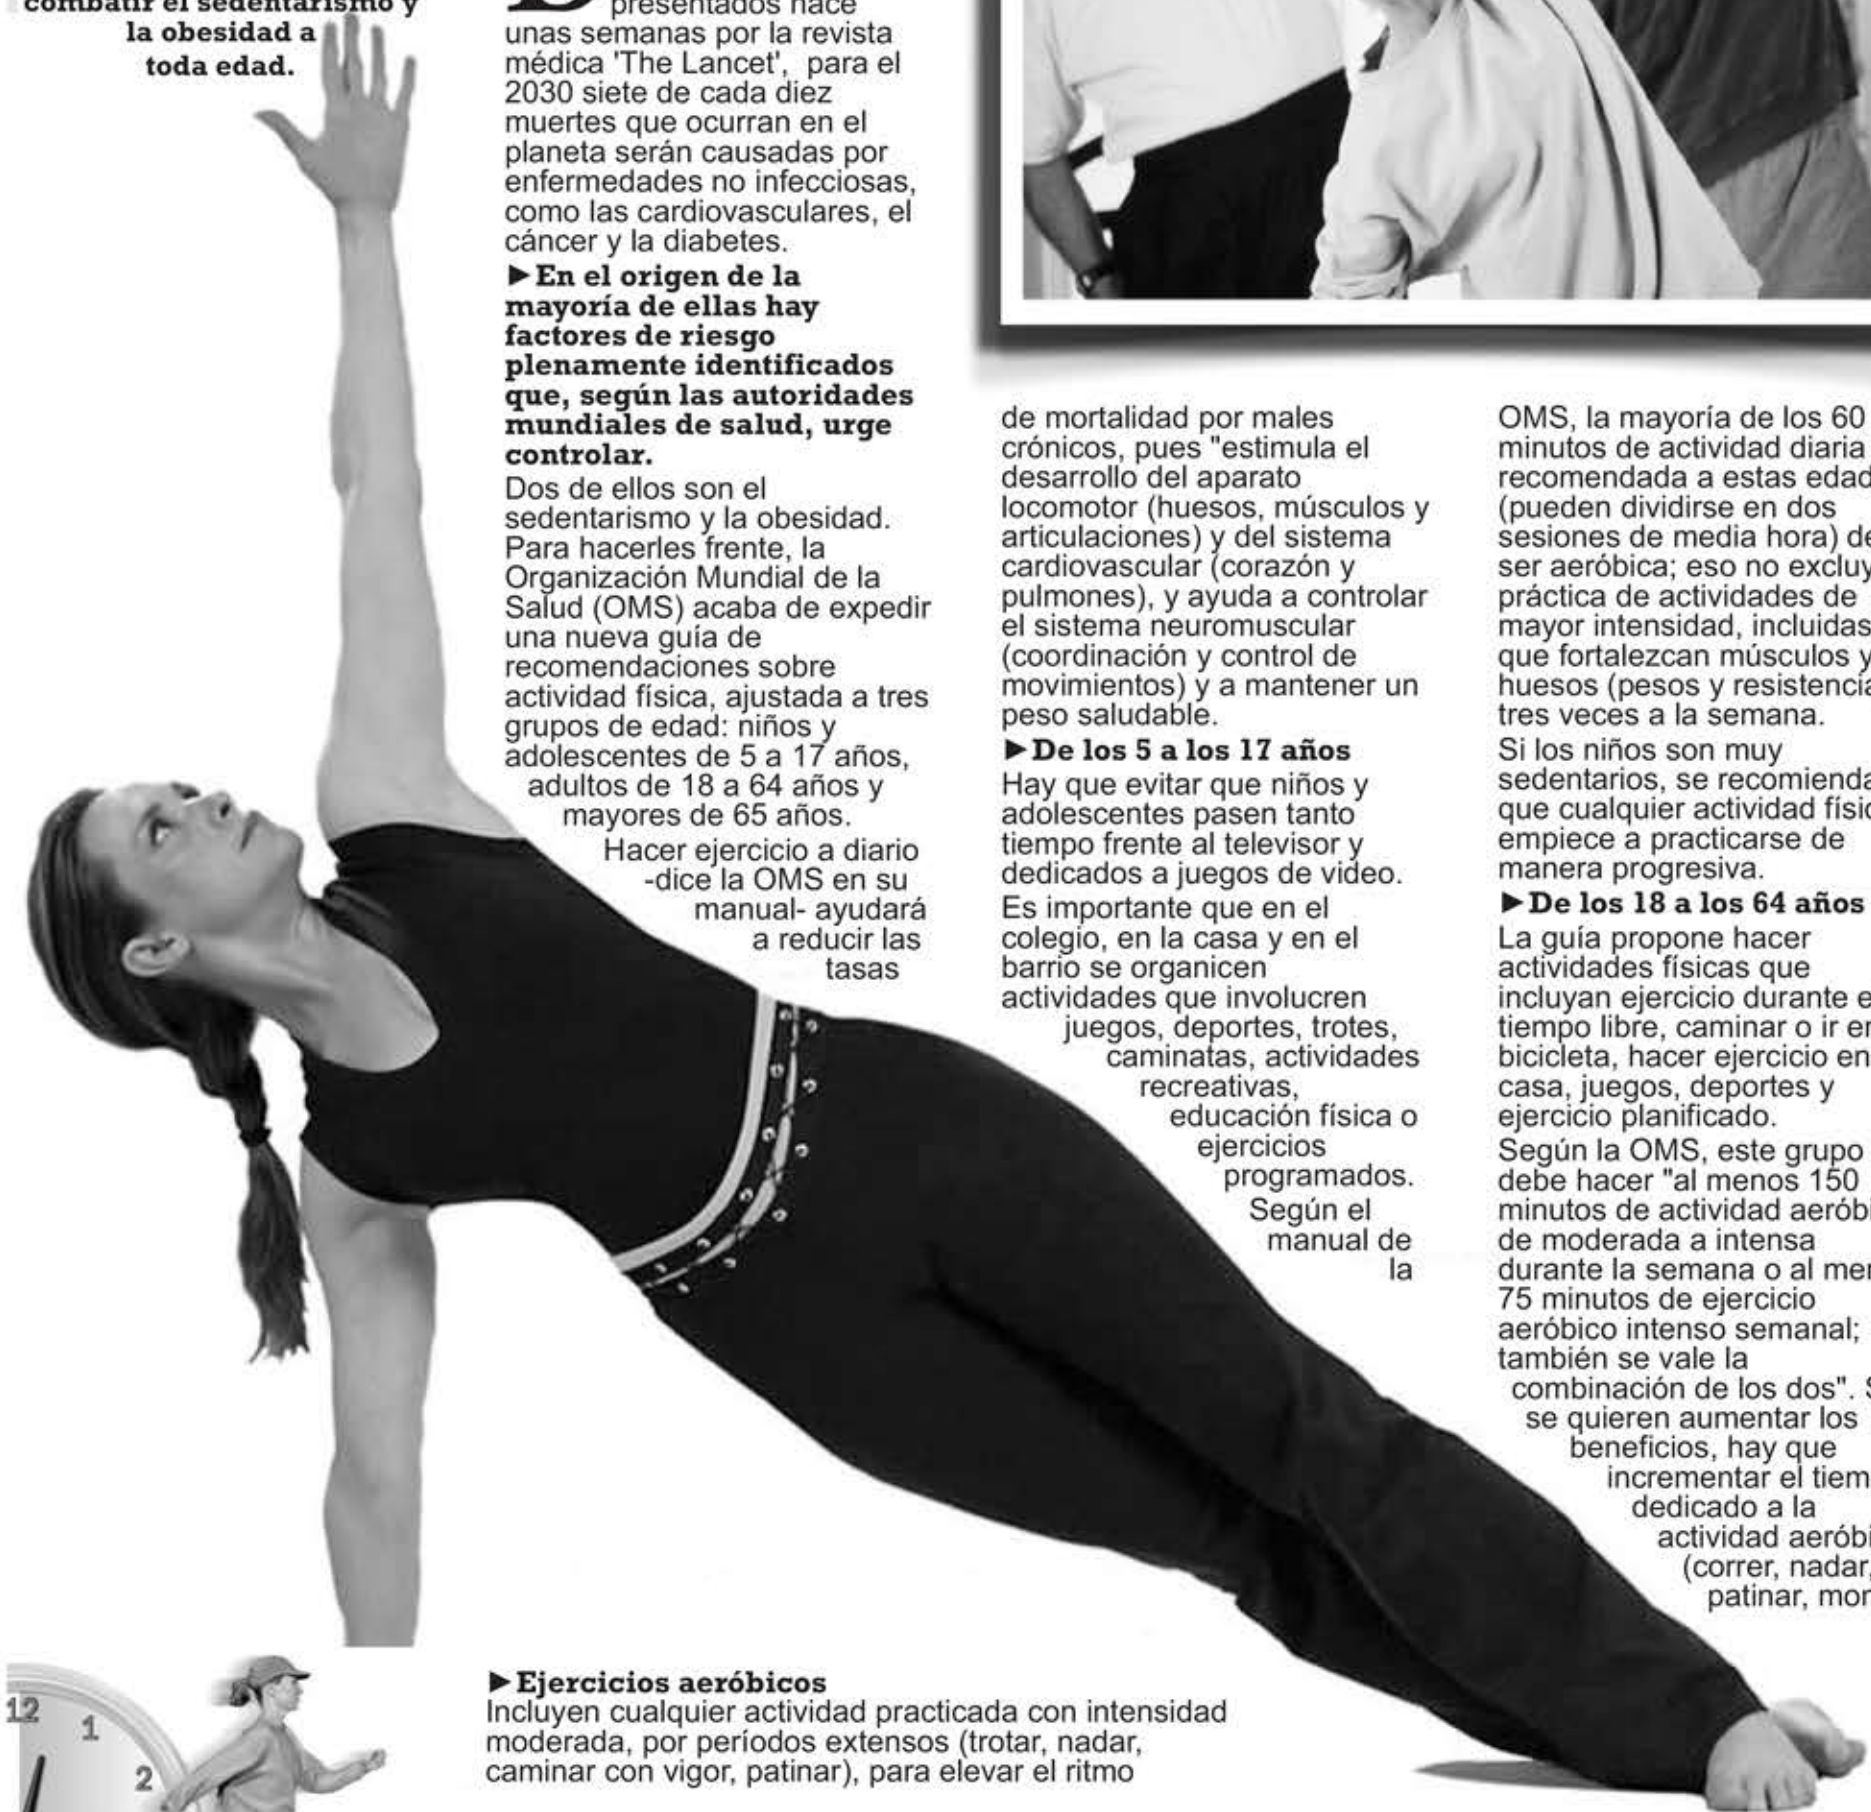 combatir el sedentarismo y
la obesidad a
toda edad.
presentados hace
unas semanas por la revista
médica 'The Lancet', para el
2030 siete de cada diez
muertes que ocurran en el
planeta serán causadas por
enfermedades no infecciosas,
como las cardiovasculares, el
cáncer y la diabetes.
►En el origen de la
mayoría de ellas hay
factores de riesgo
plenamente identificados
que, según las autoridades
mundiales de salud, urge
controlar.
Dos de ellos son el
sedentarismo y la obesidad.
Para hacerles frente, la
Organización Mundial de la
Salud (OMS) acaba de expedir
una nueva guía de
recomendaciones sobre
actividad física, ajustada a tres
grupos de edad: niños y
adolescentes de 5 a 17 años,
adultos de 18 a 64 años y
mayores de 65 años.
Hacer ejercicio a diario
-dice la OMS en su
manual- ayudará
a reducir las
tasas
de mortalidad por males
crónicos, pues "estimula el
desarrollo del aparato
locomotor (huesos, músculos y
articulaciones) y del sistema
cardiovascular (corazón y
pulmones), y ayuda a controlar
el sistema neuromuscular
(coordinación y control de
movimientos) y a mantener un
peso saludable.
►De los 5 a los 17 años
Hay que evitar que niños y
adolescentes pasen tanto
tiempo frente al televisor y
dedicados a juegos de video.
Es importante que en el
colegio, en la casa y en el
barrio se organicen
actividades que involucren
juegos, deportes, trotes,
caminatas, actividades
recreativas,
educación física o
ejercicios
programados.
Según el
manual de
la
OMS, la mayoría de los 60
minutos de actividad diaria
recomendada a estas edad
(pueden dividirse en dos
sesiones de media hora) de
ser aeróbica; eso no excluy
práctica de actividades de
mayor intensidad, incluidas
que fortalezcan músculos y
huesos (pesos y resistencia
tres veces a la semana.
Si los niños son muy
sedentarios, se recomienda
que cualquier actividad físic
empiece a practicarse de
manera progresiva.
►De los 18 a los 64 años
La guía propone hacer
actividades físicas que
incluyan ejercicio durante e
tiempo libre, caminar o ir en
bicicleta, hacer ejercicio en
casa, juegos, deportes y
ejercicio planificado.
Según la OMS, este grupo
debe hacer "al menos 150
minutos de actividad aeróbi
de moderada a intensa
durante la semana o al men
75 minutos de ejercicio
aeróbico intenso semanal;
también se vale la
combinación de los dos". S
se quieren aumentar los
beneficios, hay que
incrementar el tiem
dedicado a la
actividad aeróbi
(correr, nadar,
patinar, mon
►Ejercicios aeróbicos
Incluyen cualquier actividad practicada con intensidad
moderada, por períodos extensos (trotar, nadar,
caminar con vigor, patinar), para elevar el ritmo
12
1
2